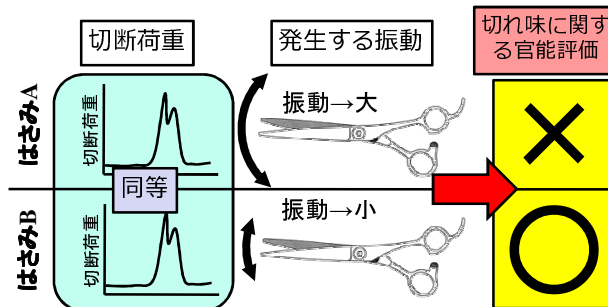 切断荷重
発生する振動
切れ味に関す
る官能評価
はさみA
切断荷重
振動→大
同等
はさみB
切断荷重
振動→小